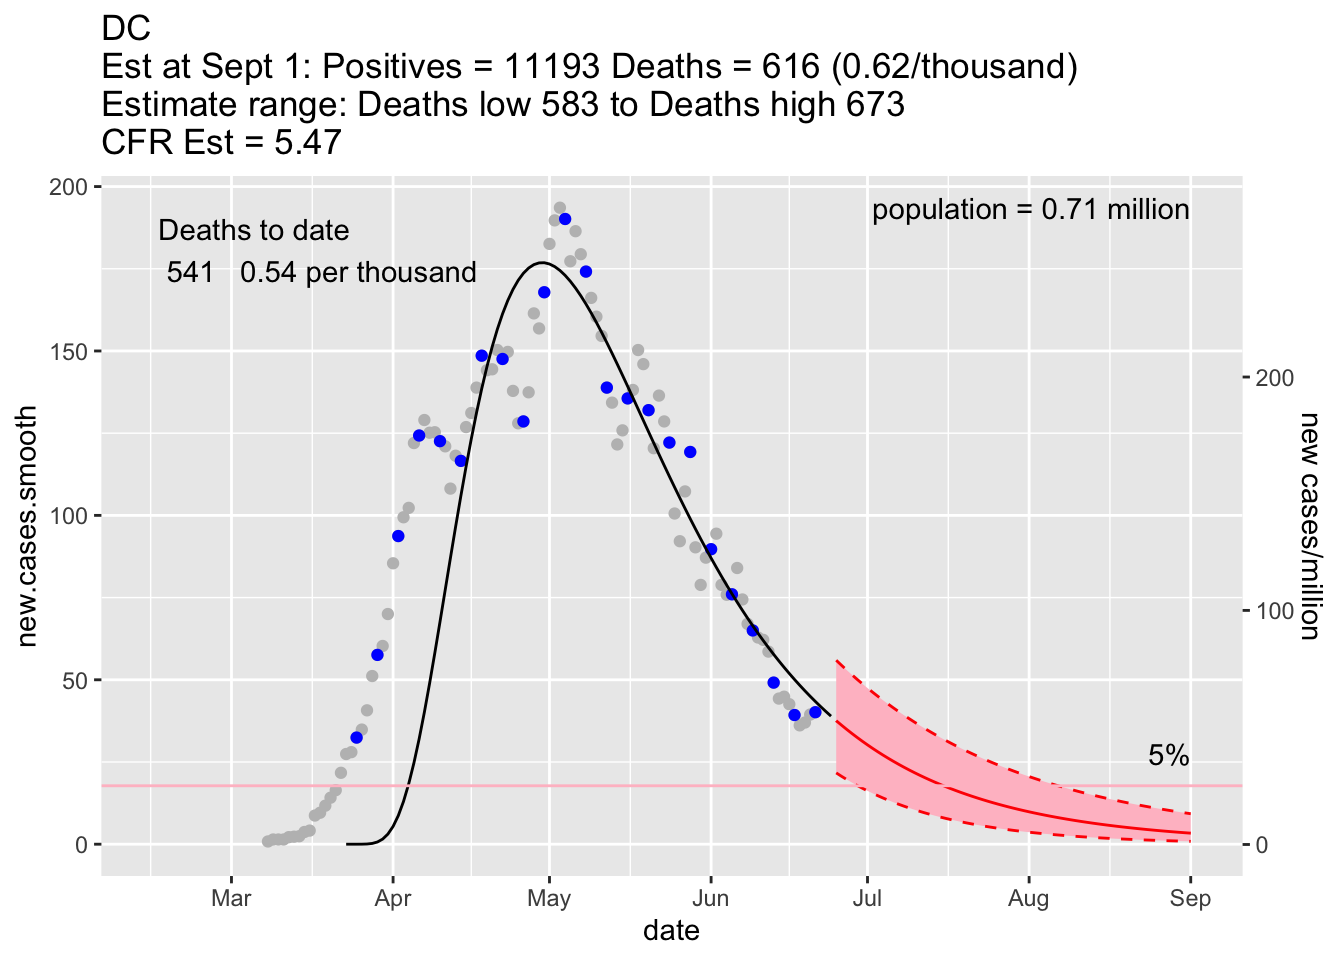 DC
Est at Sept 1: Positives = 11193 Deaths = 616 (0.62/thousand)
Estimate range: Deaths low 583 to Deaths high 673
CFR Est = 5.47
200
150
100
50
0
new.cases.smooth
Deaths to date
541 0.54 per thousand
population = 0.71 million
5%
200
100
0
new cases/million
Mar Apr May Jun Jul Aug Sep
date